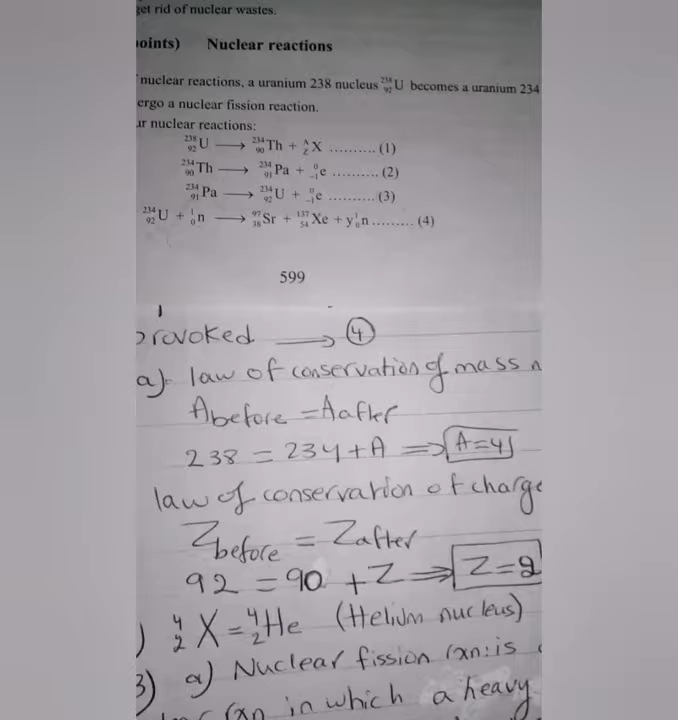 get rid of nuclear wastes.
oints) Nuclear reactions
nuclear reactions, a uranium 238 nucleus ²³⁸₉₂U becomes a uranium 234
ergo a nuclear fission reaction.
ur nuclear reactions:
²³⁸₉₂U ⟶ ²³⁴₉₀Th + ᴬ_ZX ..........(1)
²³⁴₉₀Th ⟶ ²³⁴₉₁Pa + ⁰₋₁e ..........(2)
²³⁴₉₁Pa ⟶ ²³⁴₉₂U + ⁰₋₁e ..........(3)
²³⁴₉₂U + ¹₀n ⟶ ⁹⁷₃₈Sr + ¹³⁷₅₄Xe + y¹₀n.........(4)
599
provoked ⟶ ④
a) law of conservation of mass n
Abefore = Aafter
238 = 234 + A ⟹ A=4
law of conservation of charge
Zbefore = Zafter
92 = 90 + Z ⟹ Z=2
) ⁴₂X = ⁴₂He (Helium nucleus)
3) a) Nuclear fission rxn: is
rxn in which a heavy